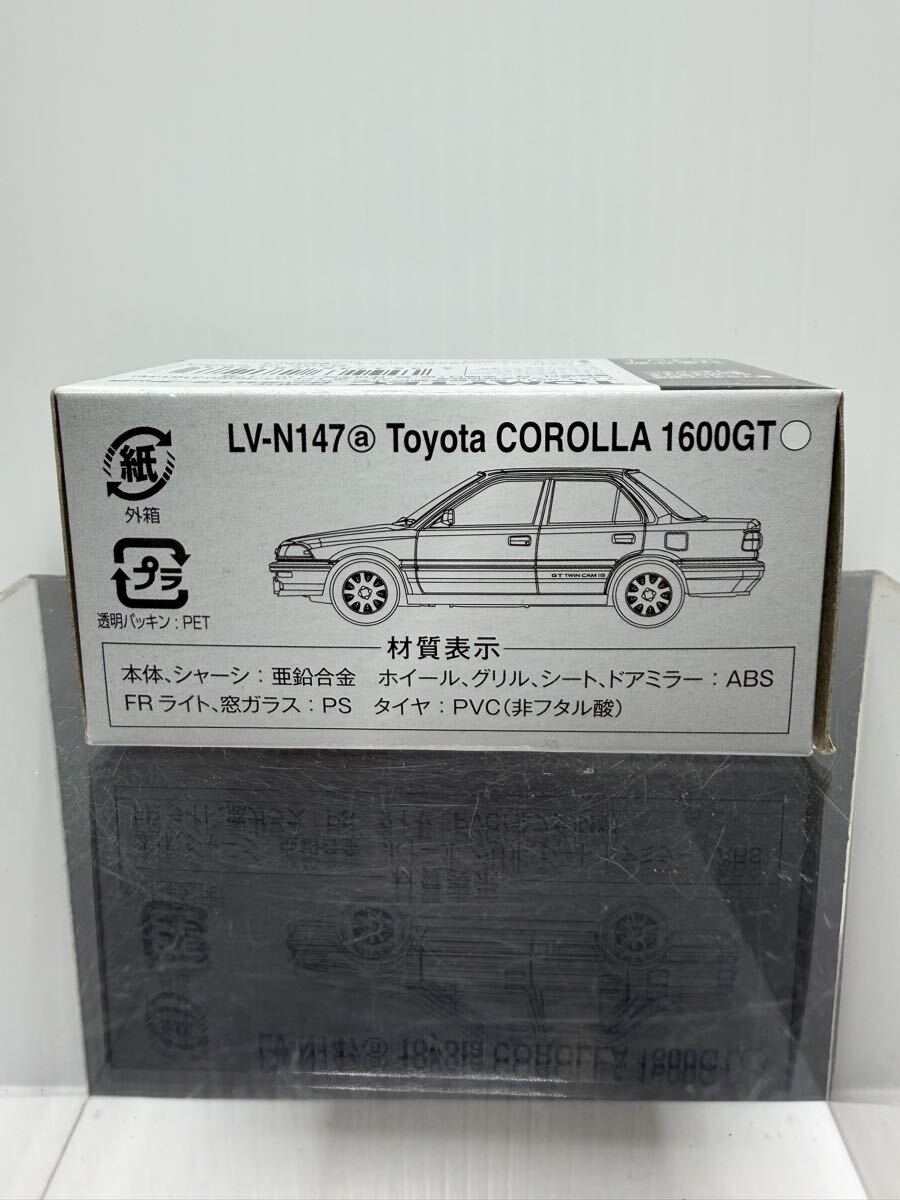 LV-N147ⓐ Toyota COROLLA 1600GT
紙
外箱
プラ
透明パッキン：PET
GT TWIN CAM 16
材質表示
本体、シャーシ：亜鉛合金　ホイール、グリル、シート、ドアミラー：ABS
FRライト、窓ガラス：PS　タイヤ：PVC（非フタル酸）